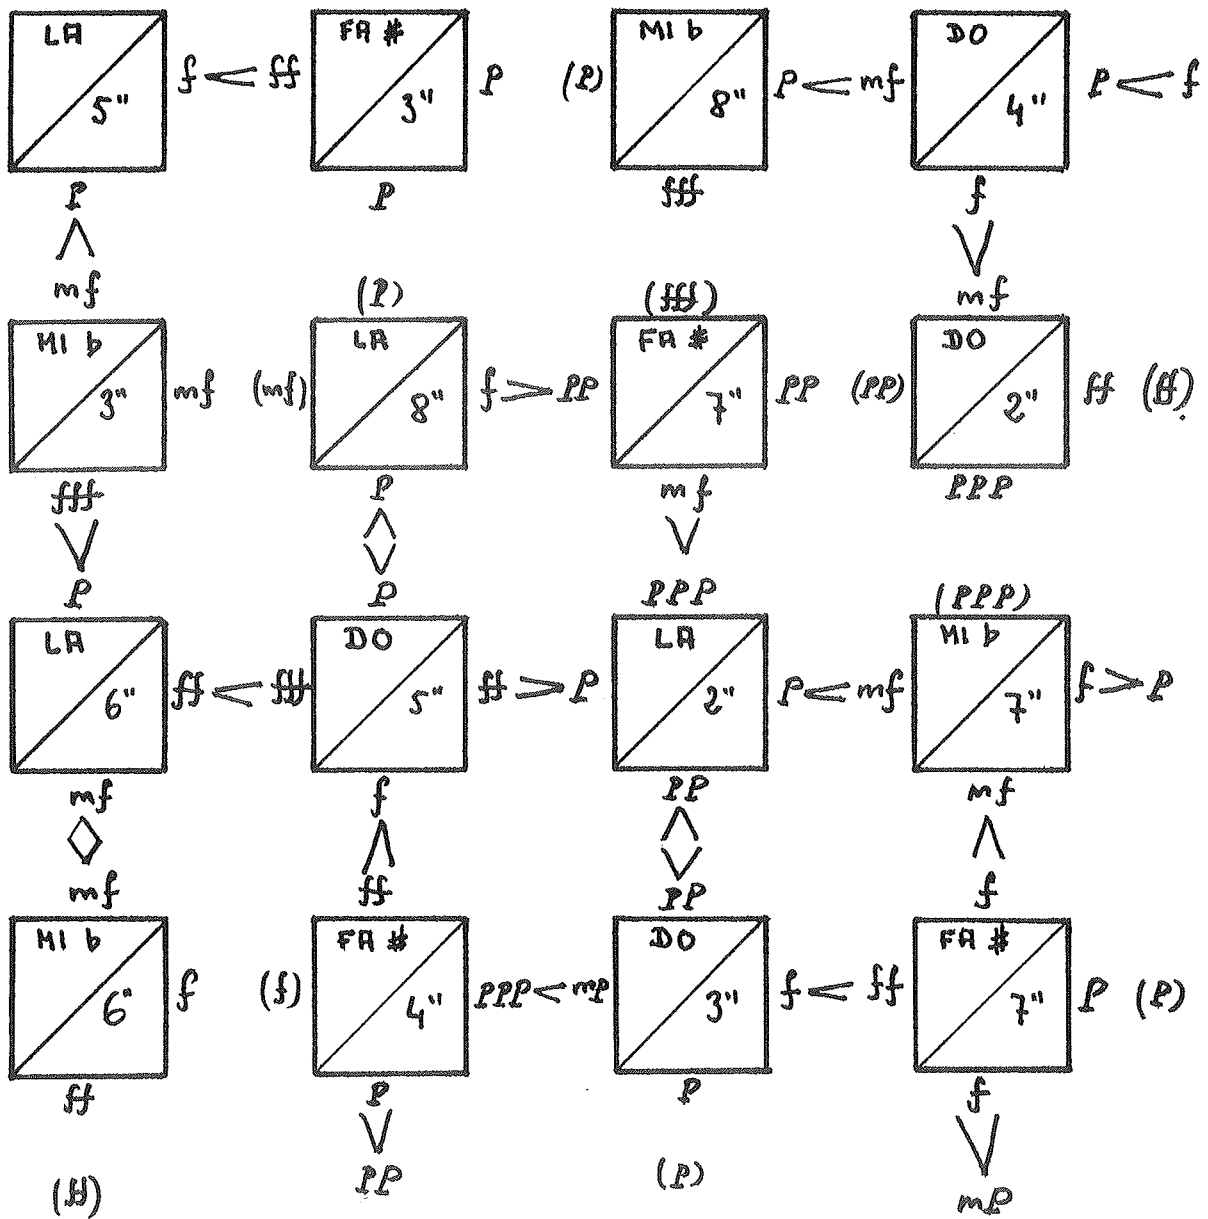 LA FA # MI b DO
5" f < ff 3" P (P) 8" P < mf 4" P < f
P P fff f
mf (P) (fff) mf
MI b LA FA # DO
3" mf (mf) 8" f > PP 7" PP (PP) 2" ff (ff)
fff P mf PPP
P P PPP (PPP)
LA DO LA MI b
6" ff < fff 5" ff > P 2" P < mf 7" f > P
mf f PP mf
mf ff PP f
MI b FA # DO FA #
6" f (f) 4" PPP < mp 3" f < ff 7" P (P)
ff P P f
(ff) PP (P) mP